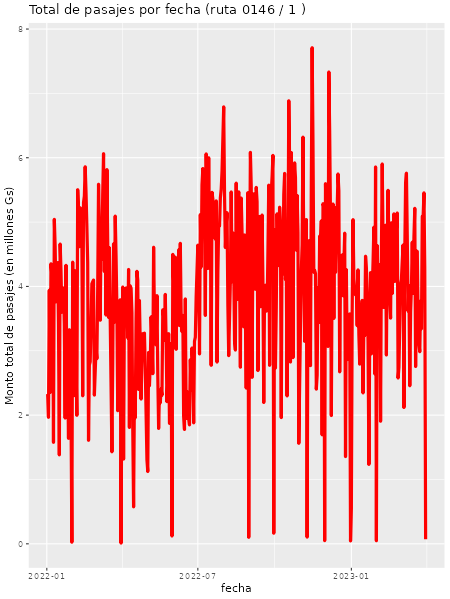 Total de pasajes por fecha (ruta 0146 / 1 )
Monto total de pasajes (en millones Gs)
8
6
4
2
0
2022-01
2022-07
2023-01
fecha